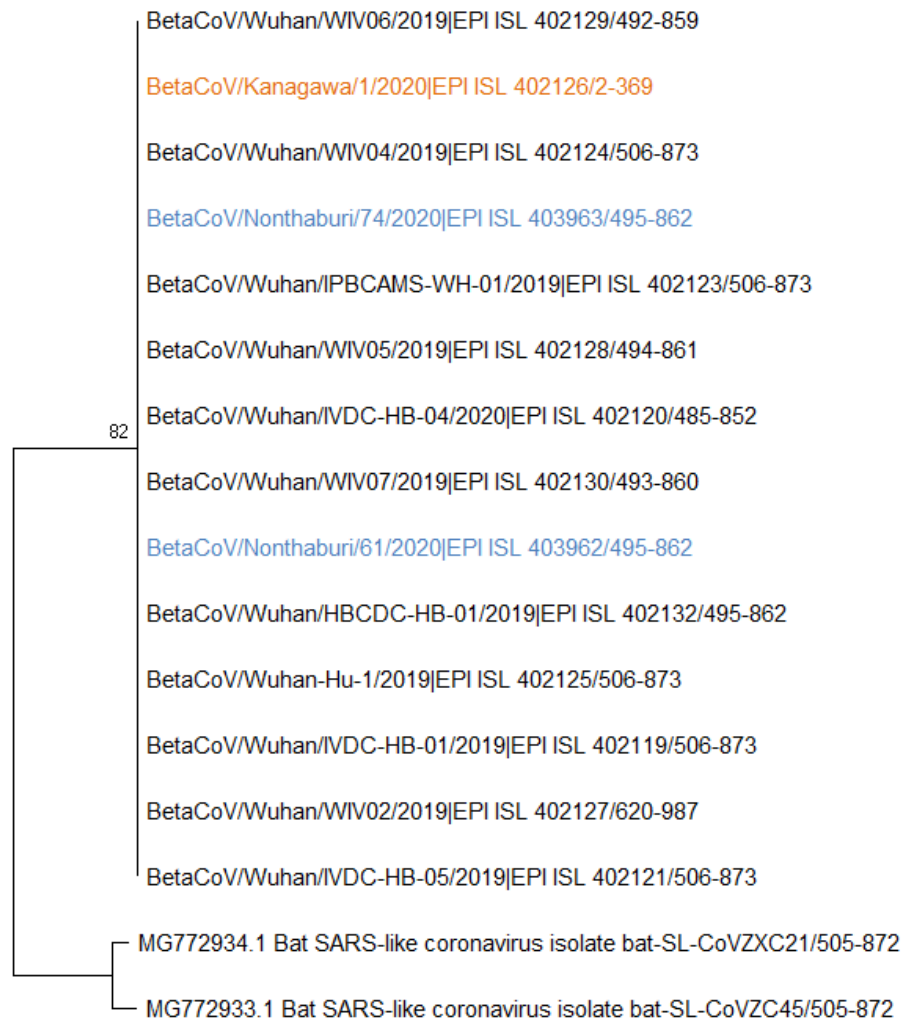 BetaCoV/Wuhan/WIV06/2019|EPI ISL 402129/492-859
BetaCoV/Kanagawa/1/2020|EPI ISL 402126/2-369
BetaCoV/Wuhan/WIV04/2019|EPI ISL 402124/506-873
BetaCoV/Nonthaburi/74/2020|EPI ISL 403963/495-862
BetaCoV/Wuhan/IPBCAMS-WH-01/2019|EPI ISL 402123/506-873
BetaCoV/Wuhan/WIV05/2019|EPI ISL 402128/494-861
BetaCoV/Wuhan/IVDC-HB-04/2020|EPI ISL 402120/485-852
82
BetaCoV/Wuhan/WIV07/2019|EPI ISL 402130/493-860
BetaCoV/Nonthaburi/61/2020|EPI ISL 403962/495-862
BetaCoV/Wuhan/HBCDC-HB-01/2019|EPI ISL 402132/495-862
BetaCoV/Wuhan-Hu-1/2019|EPI ISL 402125/506-873
BetaCoV/Wuhan/IVDC-HB-01/2019|EPI ISL 402119/506-873
BetaCoV/Wuhan/WIV02/2019|EPI ISL 402127/620-987
BetaCoV/Wuhan/IVDC-HB-05/2019|EPI ISL 402121/506-873
MG772934.1 Bat SARS-like coronavirus isolate bat-SL-CoVZXC21/505-872
MG772933.1 Bat SARS-like coronavirus isolate bat-SL-CoVZC45/505-872